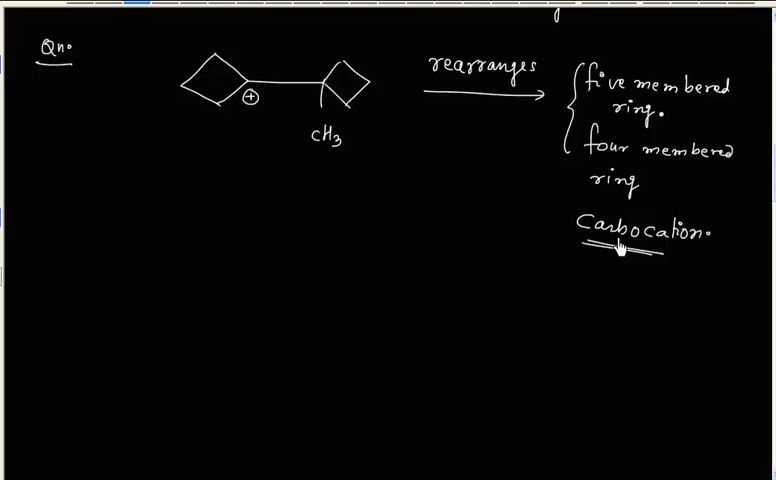 Qn.
rearranges
five membered
ring.
four membered
ring
Carbocation.
⊕
CH3